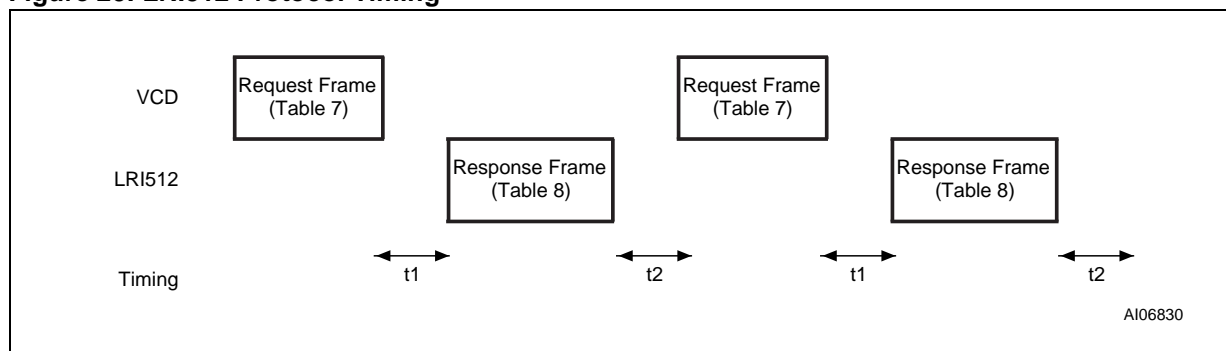 Figure LRI512 Protocol Timing
VCD
Request Frame
(Table 7)
Request Frame
(Table 7)
LRI512
Response Frame
(Table 8)
Response Frame
(Table 8)
Timing
t1
t2
t1
t2
AI06830